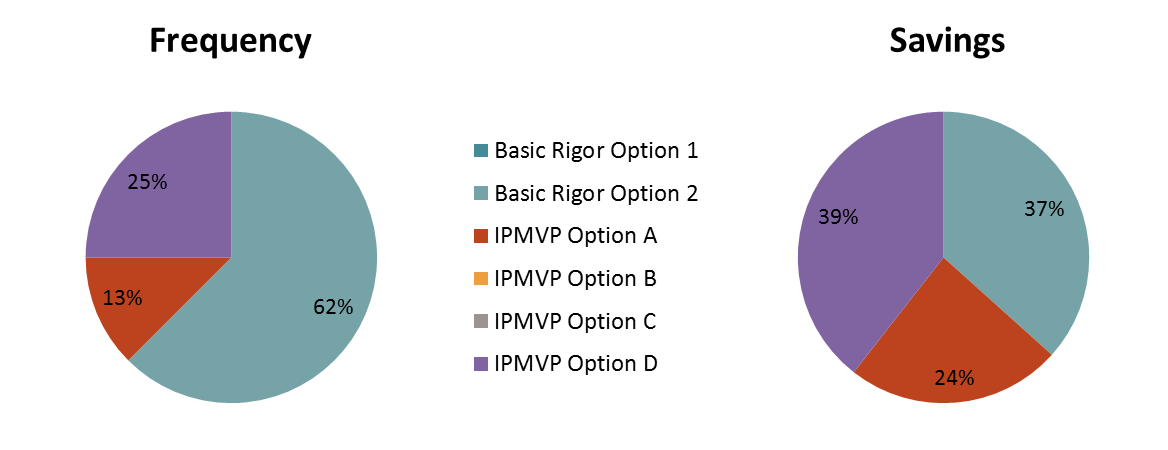 Frequency
25%
13%
62%
Basic Rigor Option 1
Basic Rigor Option 2
IPMVP Option A
IPMVP Option B
IPMVP Option C
IPMVP Option D
Savings
37%
39%
24%